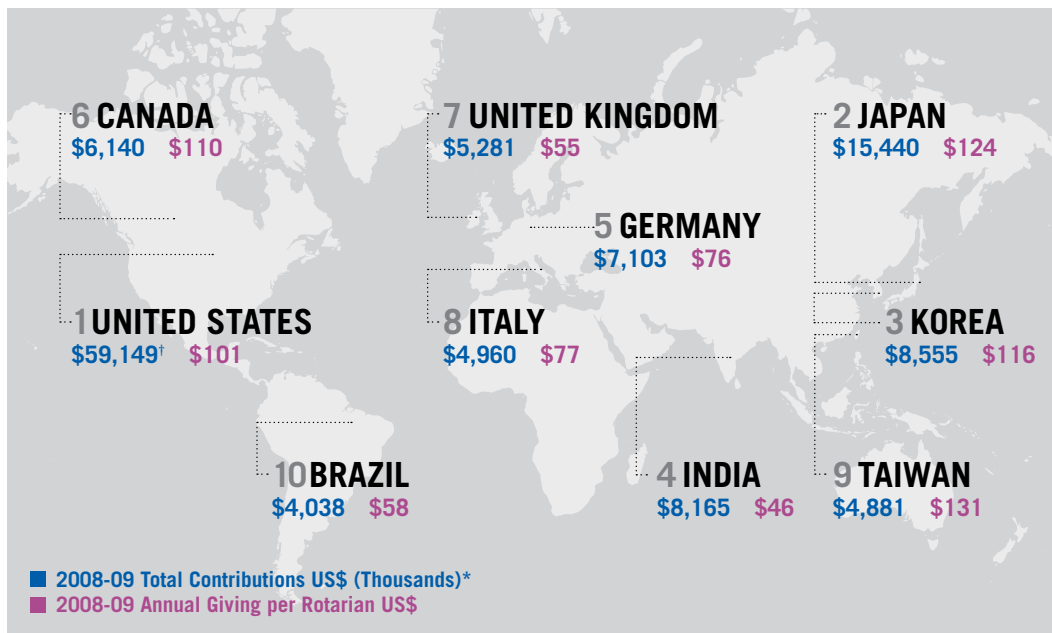 6 CANADA
$6,140 $110
7 UNITED KINGDOM
$5,281 $55
2 JAPAN
$15,440 $124
5 GERMANY
$7,103 $76
1 UNITED STATES
$59,149† $101
8 ITALY
$4,960 $77
3 KOREA
$8,555 $116
10 BRAZIL
$4,038 $58
4 INDIA
$8,165 $46
9 TAIWAN
$4,881 $131
2008-09 Total Contributions US$ (Thousands)*
2008-09 Annual Giving per Rotarian US$